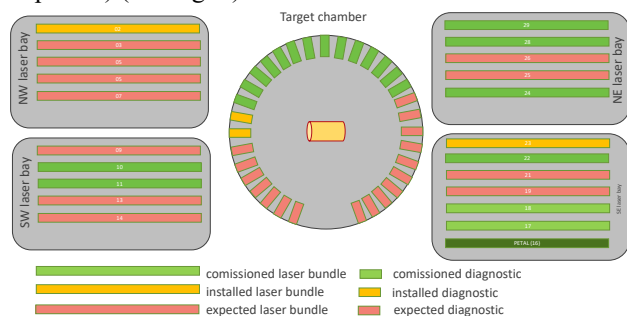 Target chamber
NW laser bay
02
03
05
05
07
SW laser bay
09
10
11
13
14
NE laser bay
29
28
26
25
24
SE laser bay
23
22
21
19
18
17
PETAL (16)
comissioned laser bundle
comissioned diagnostic
installed laser bundle
installed diagnostic
expected laser bundle
expected diagnostic